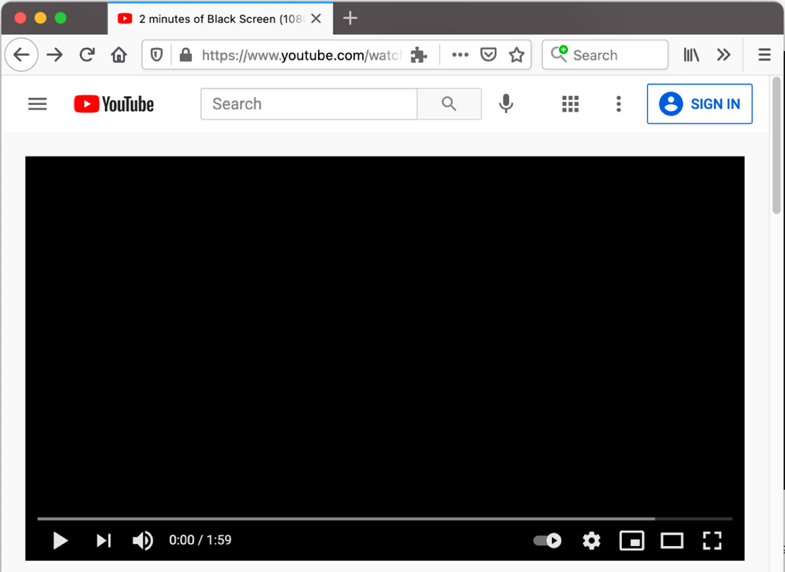 2 minutes of Black Screen (108
https://www.youtube.com/watch
Search
YouTube
Search
SIGN IN
0:00 / 1:59